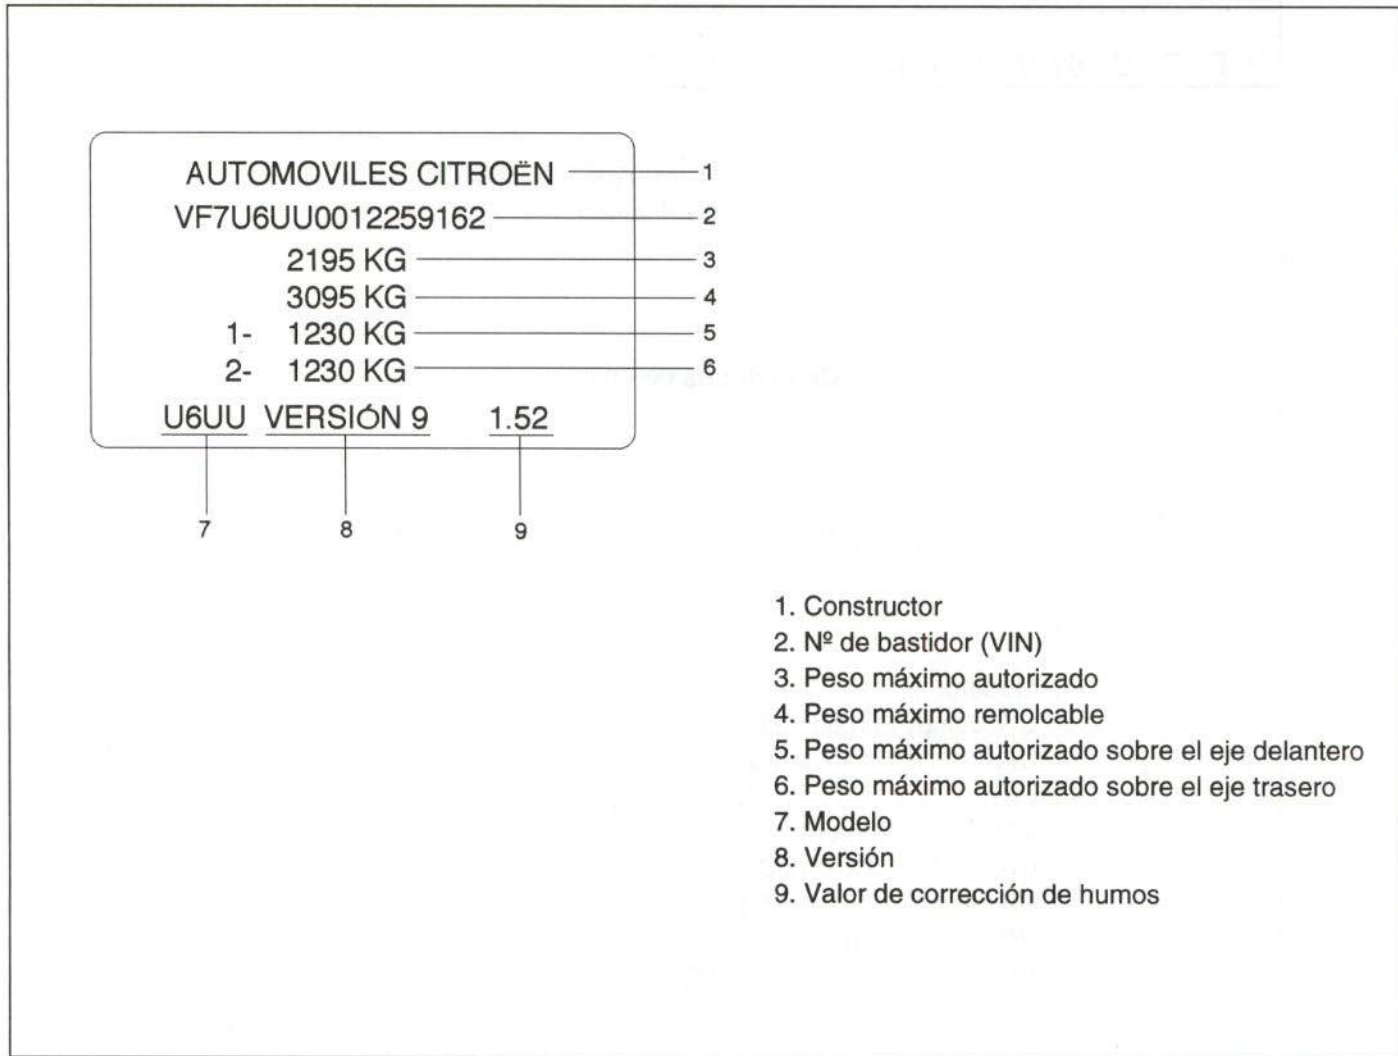 AUTOMOVILES CITROËN 1
VF7U6UU0012259162 2
2195 KG 3
3095 KG 4
1- 1230 KG 5
2- 1230 KG 6
U6UU VERSIÓN 9 1.52
7 8 9
1. Constructor
2. Nº de bastidor (VIN)
3. Peso máximo autorizado
4. Peso máximo remolcable
5. Peso máximo autorizado sobre el eje delantero
6. Peso máximo autorizado sobre el eje trasero
7. Modelo
8. Versión
9. Valor de corrección de humos